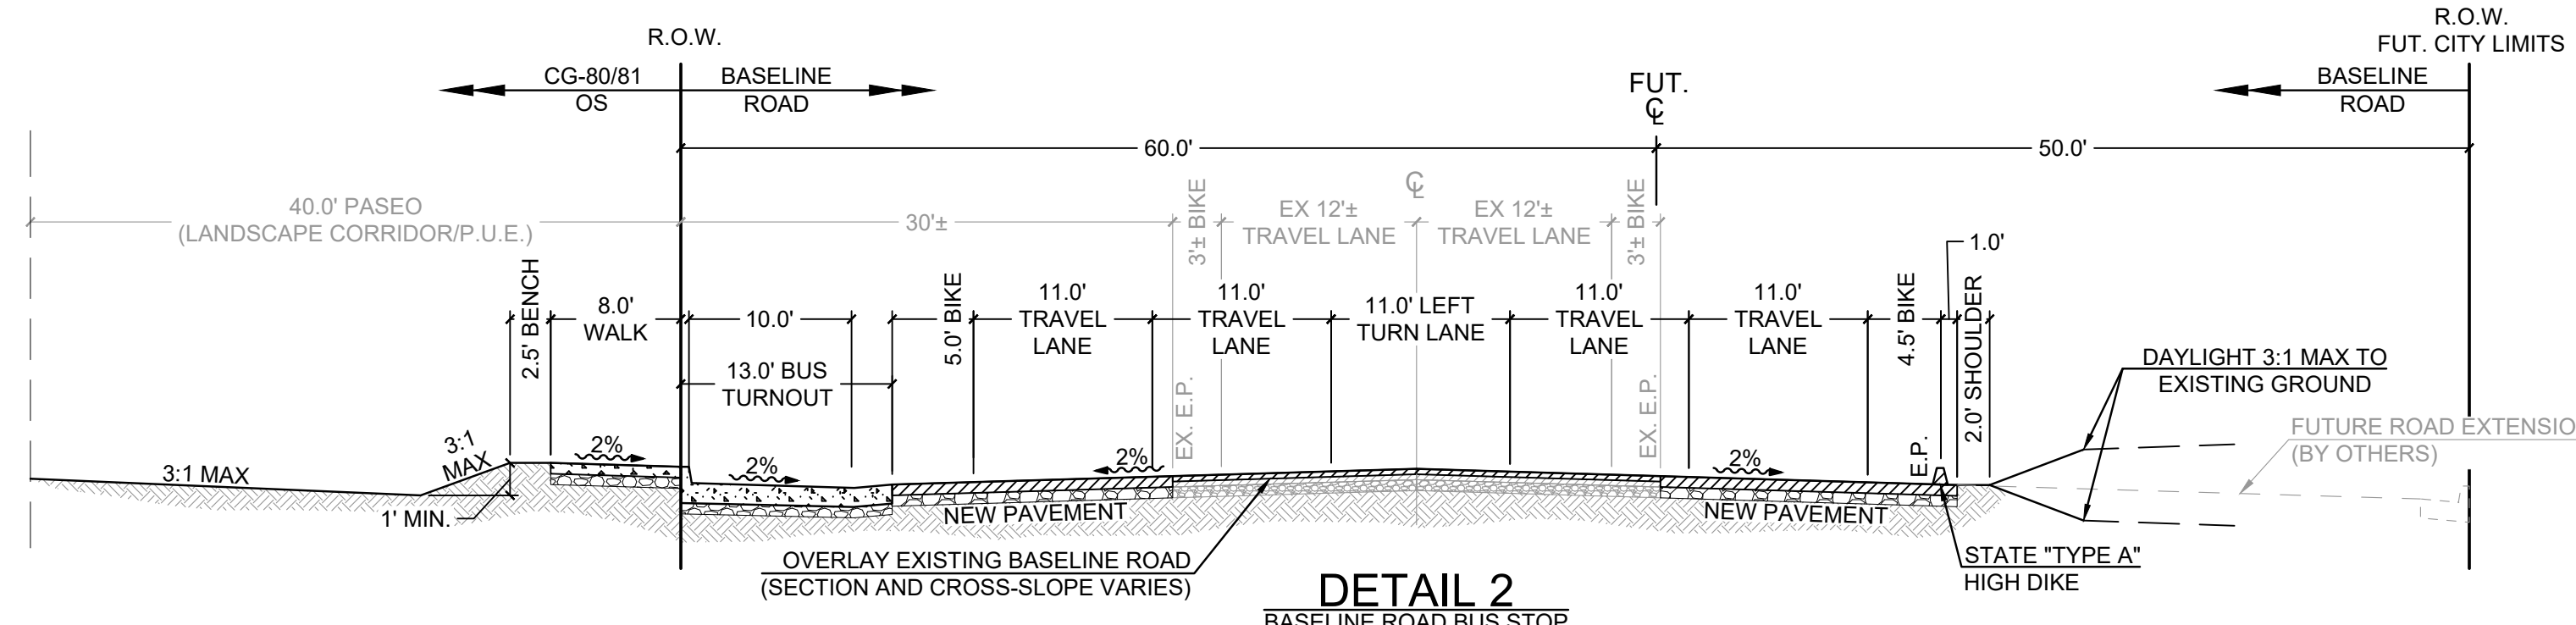 R.O.W.
R.O.W.
FUT. CITY LIMITS
CG-80/81
OS
BASELINE
ROAD
FUT.
℄
BASELINE
ROAD
60.0'
50.0'
40.0' PASEO
(LANDSCAPE CORRIDOR/P.U.E.)
30'±
3'± BIKE
EX 12'±
TRAVEL LANE
℄
EX 12'±
TRAVEL LANE
3'± BIKE
1.0'
2.5' BENCH
8.0'
WALK
10.0'
13.0' BUS
TURNOUT
5.0' BIKE
11.0'
TRAVEL
LANE
11.0'
TRAVEL
LANE
11.0' LEFT
TURN LANE
11.0'
TRAVEL
LANE
11.0'
TRAVEL
LANE
4.5' BIKE
2.0' SHOULDER
EX. E.P.
EX. E.P.
E.P.
DAYLIGHT 3:1 MAX TO
EXISTING GROUND
FUTURE ROAD EXTENSIO
(BY OTHERS)
3:1 MAX
3:1
MAX
2%
2%
2%
2%
1' MIN.
NEW PAVEMENT
NEW PAVEMENT
OVERLAY EXISTING BASELINE ROAD
(SECTION AND CROSS-SLOPE VARIES)
STATE "TYPE A"
HIGH DIKE
DETAIL 2
BASELINE ROAD BUS STOP